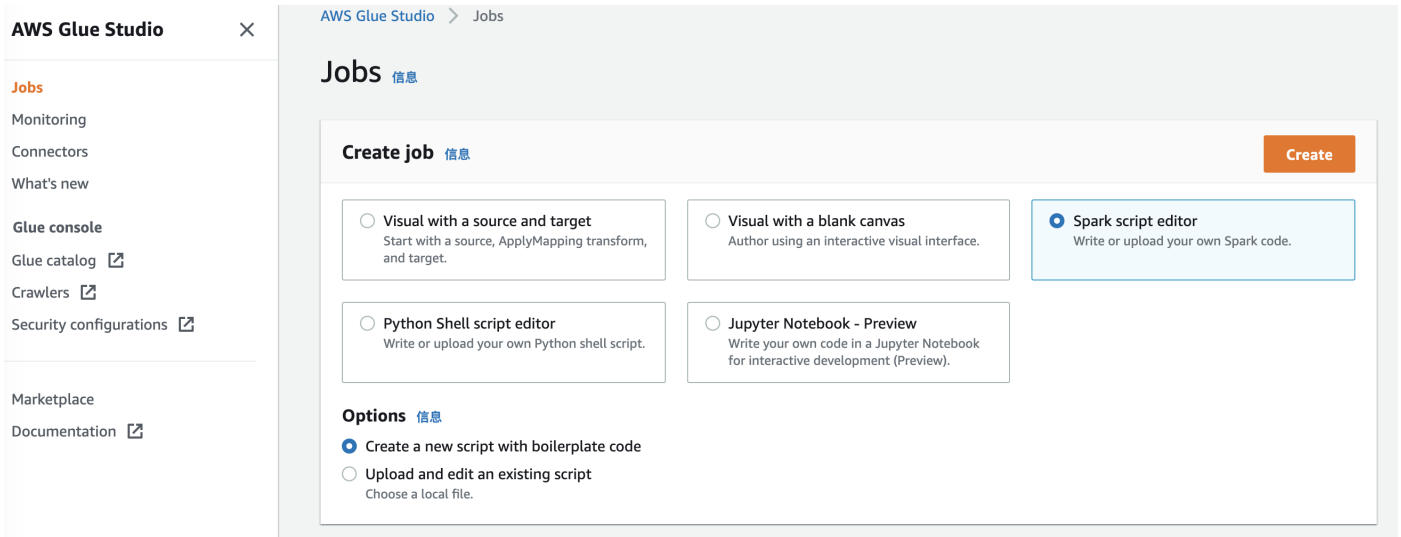 AWS Glue Studio
Jobs
Monitoring
Connectors
What's new
Glue console
Glue catalog
Crawlers
Security configurations
Marketplace
Documentation
AWS Glue Studio > Jobs
Jobs 信息
Create job 信息
Create
Visual with a source and target
Start with a source, ApplyMapping transform,
and target.
Visual with a blank canvas
Author using an interactive visual interface.
Spark script editor
Write or upload your own Spark code.
Python Shell script editor
Write or upload your own Python shell script.
Jupyter Notebook - Preview
Write your own code in a Jupyter Notebook
for interactive development (Preview).
Options 信息
Create a new script with boilerplate code
Upload and edit an existing script
Choose a local file.